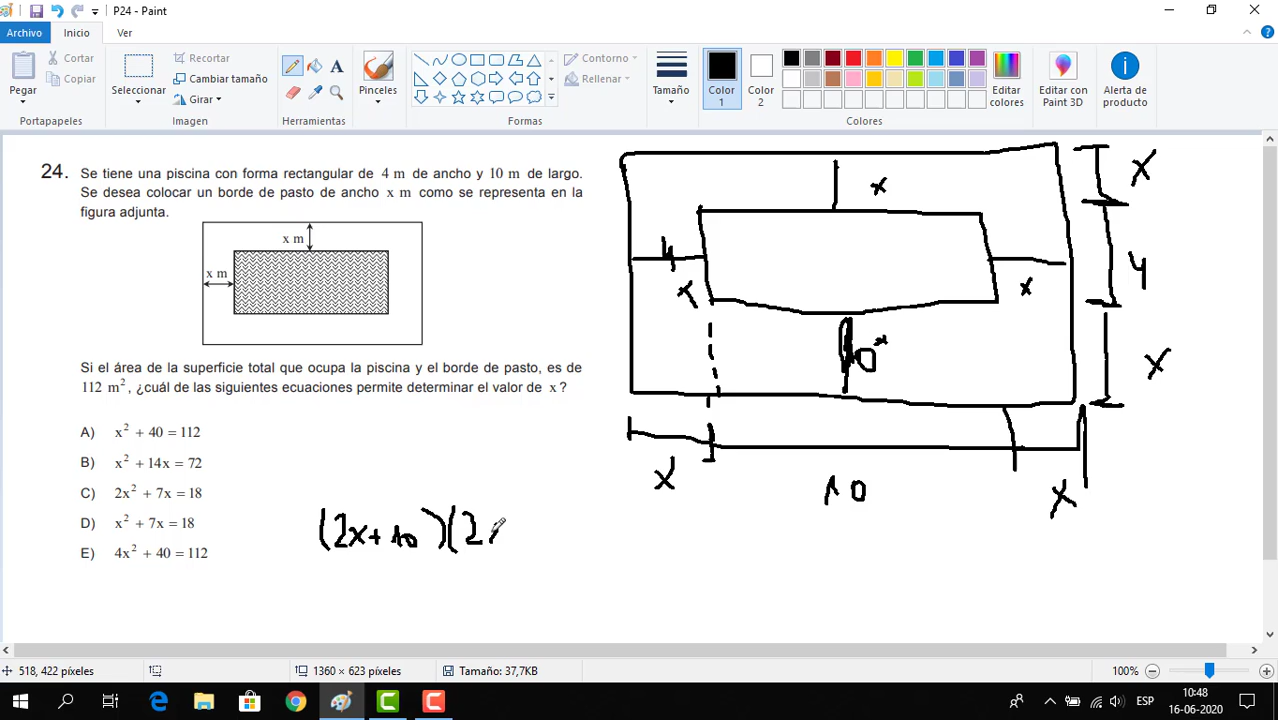 P24 - Paint
Archivo Inicio Ver
Pegar
Cortar
Copiar
Portapapeles
Seleccionar
Recortar
Cambiar tamaño
Girar
Imagen
A
Herramientas
Pinceles
Contorno
Rellenar
Formas
Tamaño
Color 1
Color 2
Editar colores
Colores
Editar con Paint 3D
Alerta de producto
24. Se tiene una piscina con forma rectangular de 4 m de ancho y 10 m de largo.
Se desea colocar un borde de pasto de ancho x m como se representa en la
figura adjunta.
x m
x m
Si el área de la superficie total que ocupa la piscina y el borde de pasto, es de
112 m², ¿cuál de las siguientes ecuaciones permite determinar el valor de x?
A) x² + 40 = 112
B) x² + 14x = 72
C) 2x² + 7x = 18
D) x² + 7x = 18
E) 4x² + 40 = 112
x
x
4
4
x
x
10
x
x
x
10
x
(2x+10)(2
518, 422 píxeles
1360 × 623 píxeles
Tamaño: 37,7KB
100%
ESP
10:48
16-06-2020